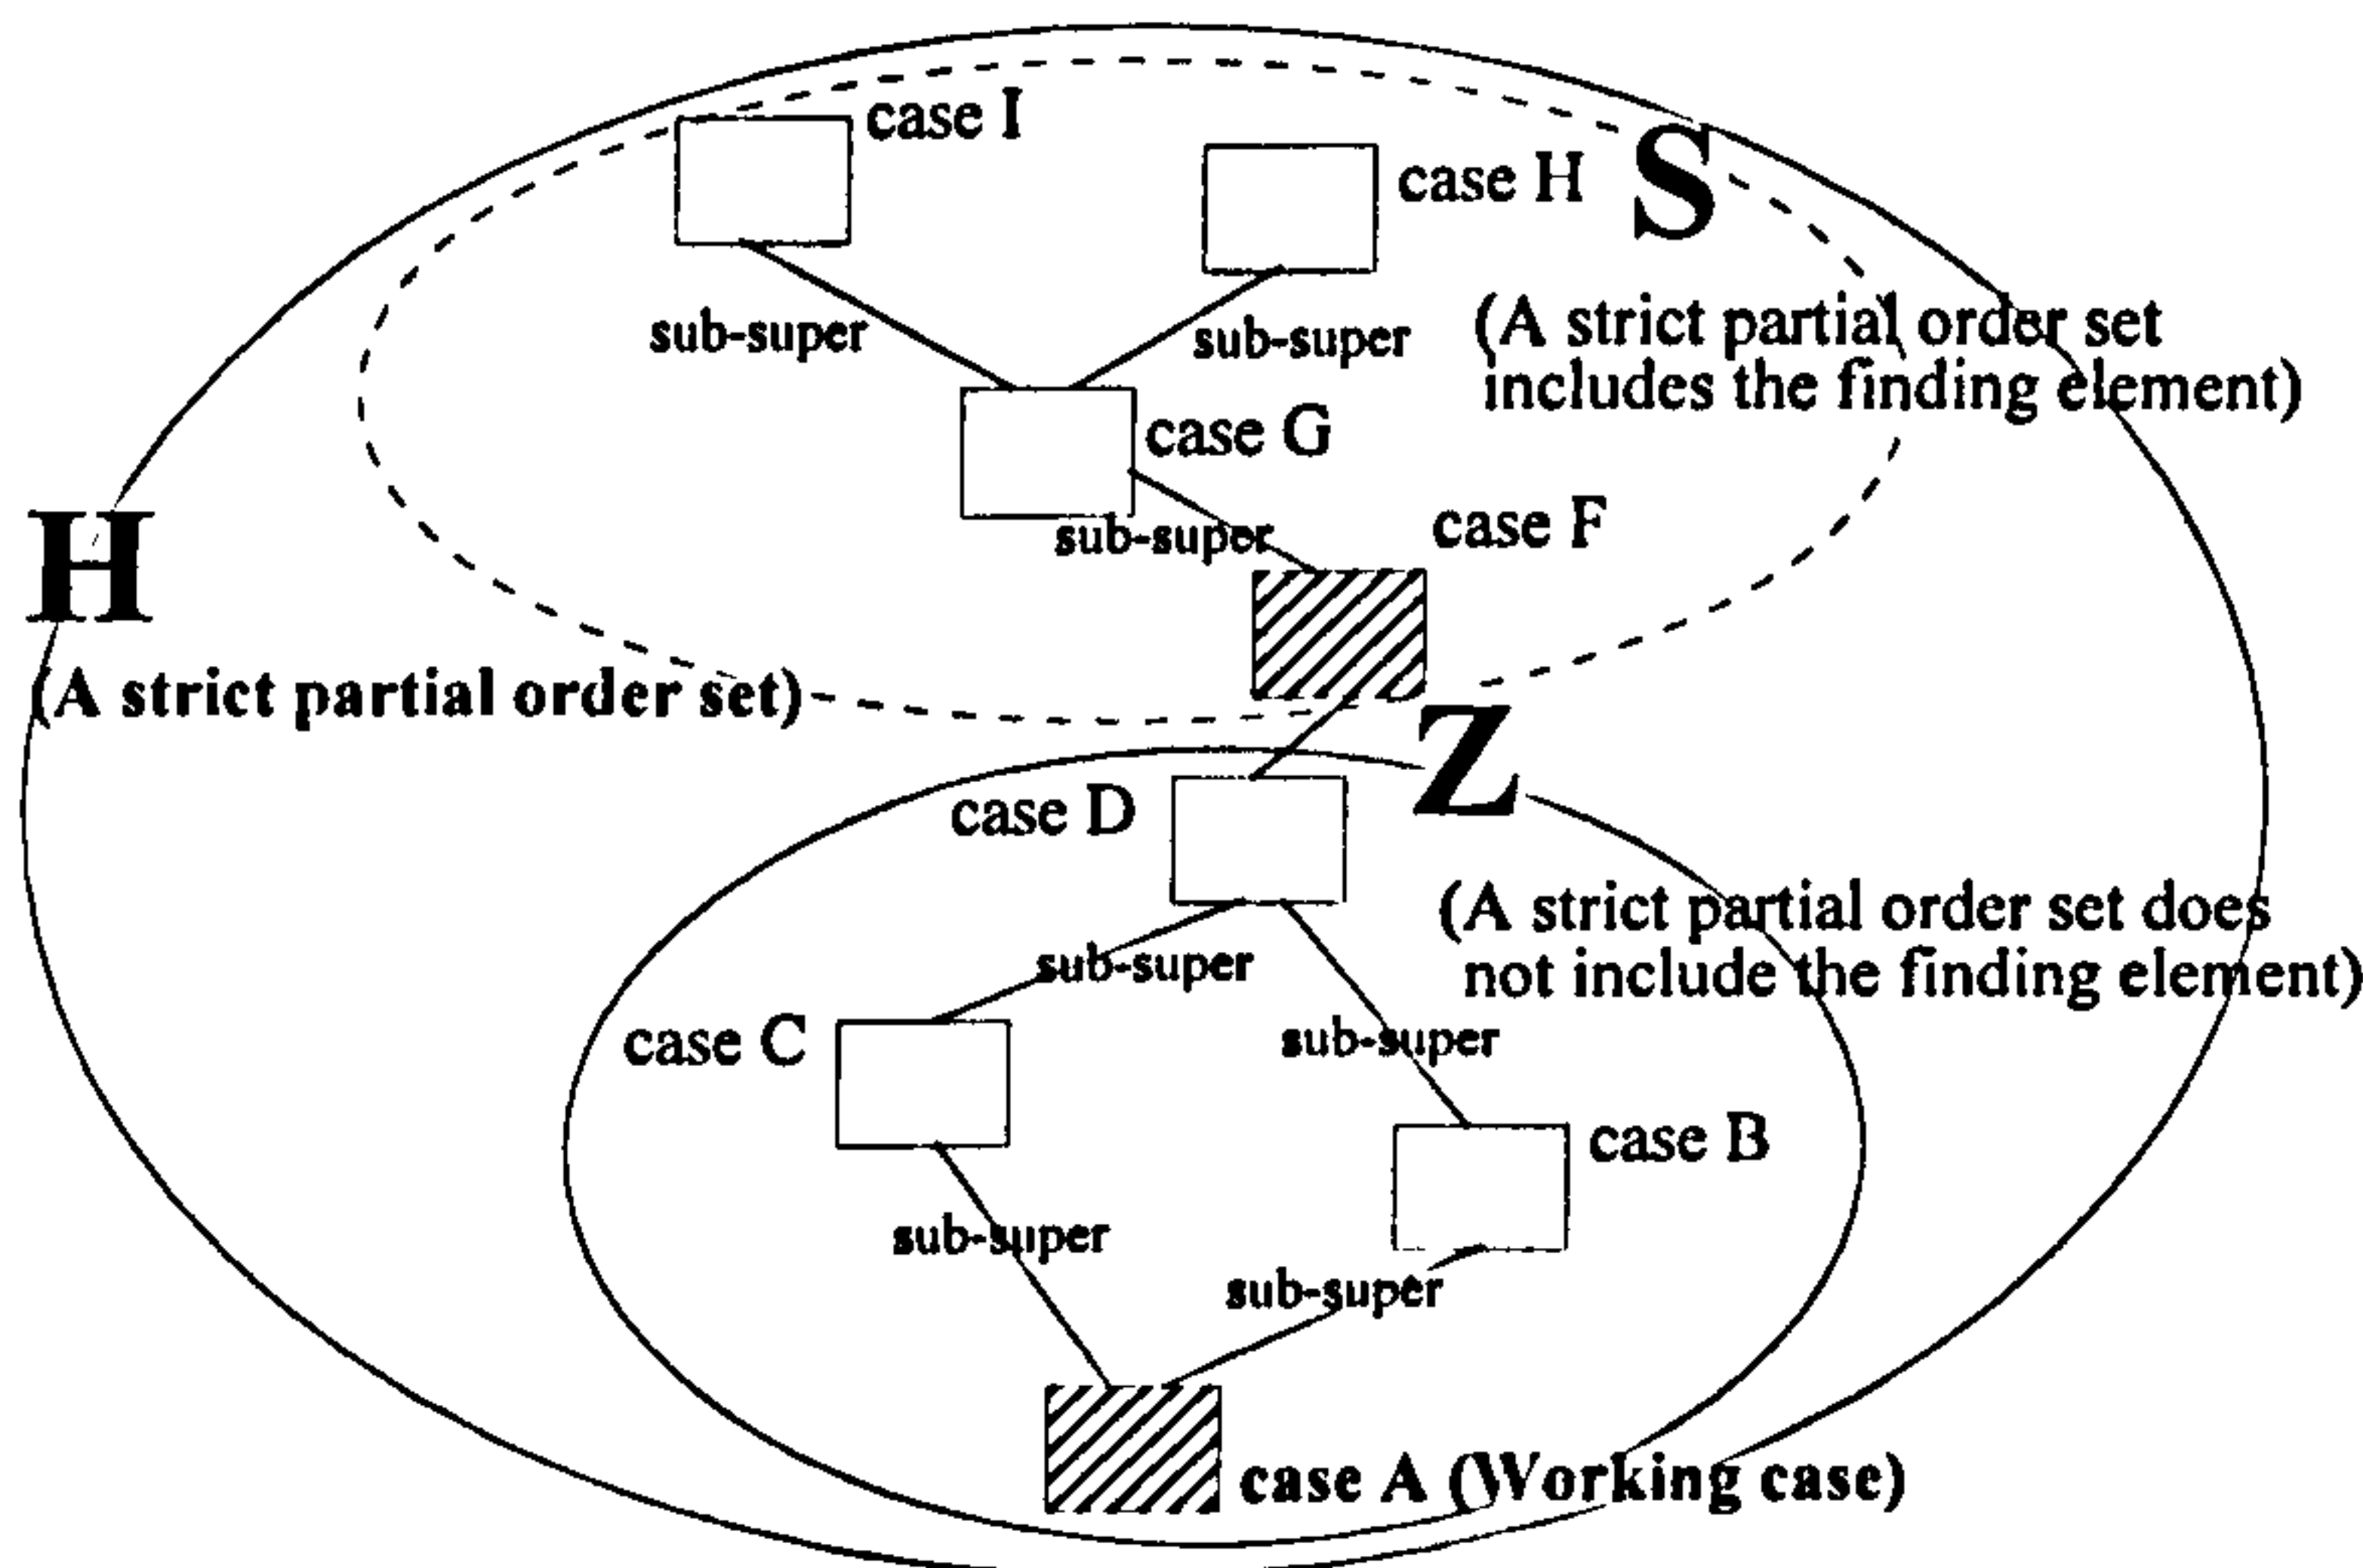 case I
case H
S
sub-super
sub-super
(A strict partial order set
includes the finding element)
case G
case F
sub-super
H
(A strict partial order set)
Z
case D
(A strict partial order set does
not include the finding element)
sub-super
case C
sub-super
case B
sub-super
sub-super
case A (Working case)